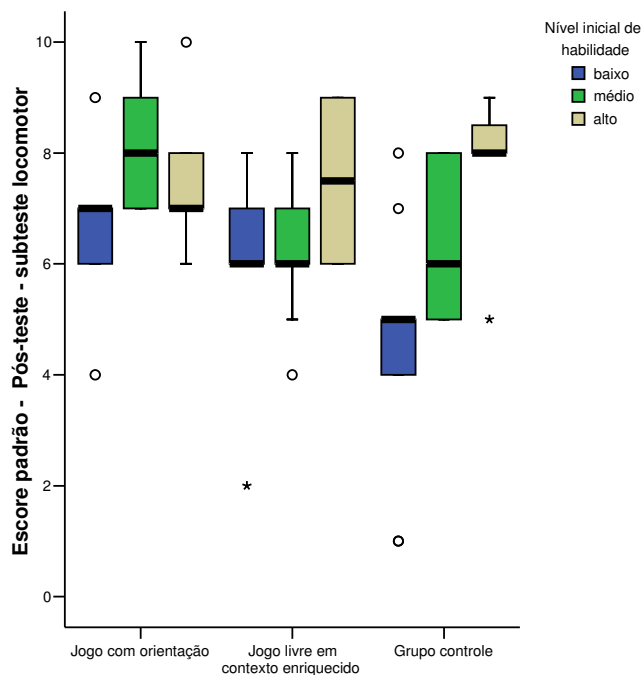 Nível inicial de
habilidade
baixo
médio
alto
Escore padrão - Pós-teste - subteste locomotor
10
8
6
4
2
0
Jogo com orientação
Jogo livre em
contexto enriquecido
Grupo controle